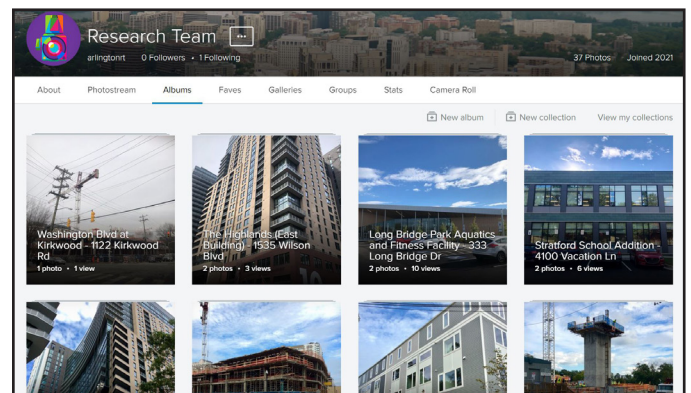 Research Team
arlingtonrt 0 Followers • 1 Following
37 Photos Joined 2021
About Photostream Albums Faves Galleries Groups Stats Camera Roll
New album New collection View my collections
Washington Blvd at
Kirkwood - 1122 Kirkwood
Rd
1 photo • 1 view
The Highlands (East
Building) - 1535 Wilson
Blvd
2 photos • 3 views
Long Bridge Park Aquatics
and Fitness Facility - 333
Long Bridge Dr
2 photos • 10 views
Stratford School Addition -
4100 Vacation Ln
2 photos • 6 views